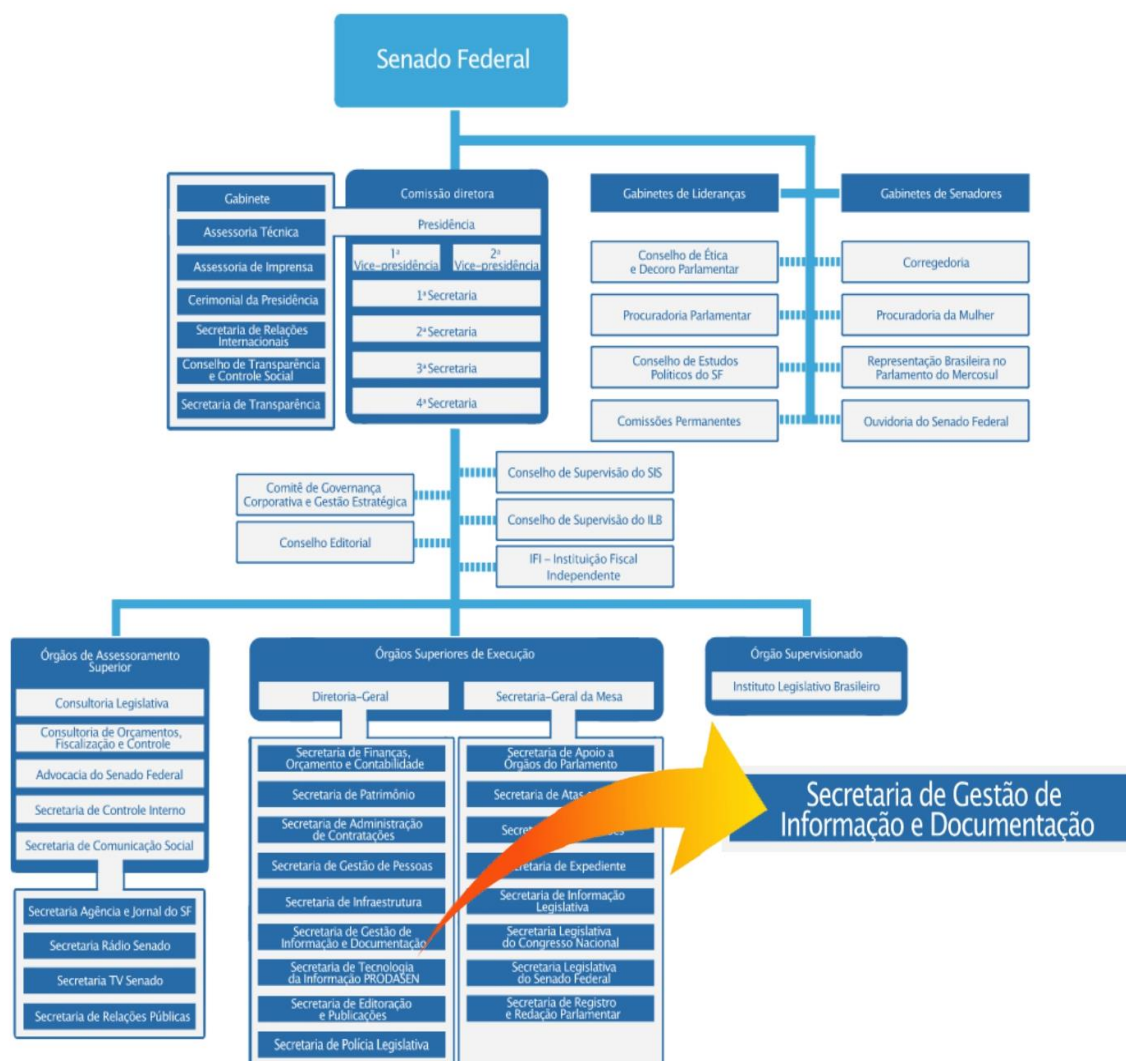 Senado Federal
Gabinete
Assessoria Técnica
Assessoria de Imprensa
Cerimonial da Presidência
Secretaria de Relações
Internacionais
Conselho de Transparência
e Controle Social
Secretaria de Transparência
Comissão diretora
Presidência
1ª
Vice-presidência
2ª
Vice-presidência
1ª Secretaria
2ª Secretaria
3ª Secretaria
4ª Secretaria
Gabinetes de Lideranças
Gabinetes de Senadores
Conselho de Ética
e Decoro Parlamentar
Corregedoria
Procuradoria Parlamentar
Procuradoria da Mulher
Conselho de Estudos
Políticos do SF
Representação Brasileira no
Parlamento do Mercosul
Comissões Permanentes
Ouvidoria do Senado Federal
Conselho de Supervisão do SIS
Comitê de Governança
Corporativa e Gestão Estratégica
Conselho de Supervisão do ILB
Conselho Editorial
IFI – Instituição Fiscal
Independente
Órgãos de Assessoramento
Superior
Consultoria Legislativa
Consultoria de Orçamentos,
Fiscalização e Controle
Advocacia do Senado Federal
Secretaria de Controle Interno
Secretaria de Comunicação Social
Secretaria Agência e Jornal do SF
Secretaria Rádio Senado
Secretaria TV Senado
Secretaria de Relações Públicas
Órgãos Superiores de Execução
Diretoria-Geral
Secretaria-Geral da Mesa
Secretaria de Finanças,
Orçamento e Contabilidade
Secretaria de Patrimônio
Secretaria de Administração
de Contratações
Secretaria de Gestão de Pessoas
Secretaria de Infraestrutura
Secretaria de Gestão de
Informação e Documentação
Secretaria de Tecnologia
da Informação PRODASEN
Secretaria de Editoração
e Publicações
Secretaria de Polícia Legislativa
Secretaria de Apoio a
Órgãos do Parlamento
Secretaria de Atas
Secretaria de Expediente
Secretaria de Informação
Legislativa
Secretaria Legislativa
do Congresso Nacional
Secretaria Legislativa
do Senado Federal
Secretaria de Registro
e Redação Parlamentar
Órgão Supervisionado
Instituto Legislativo Brasileiro
Secretaria de Gestão de
Informação e Documentação